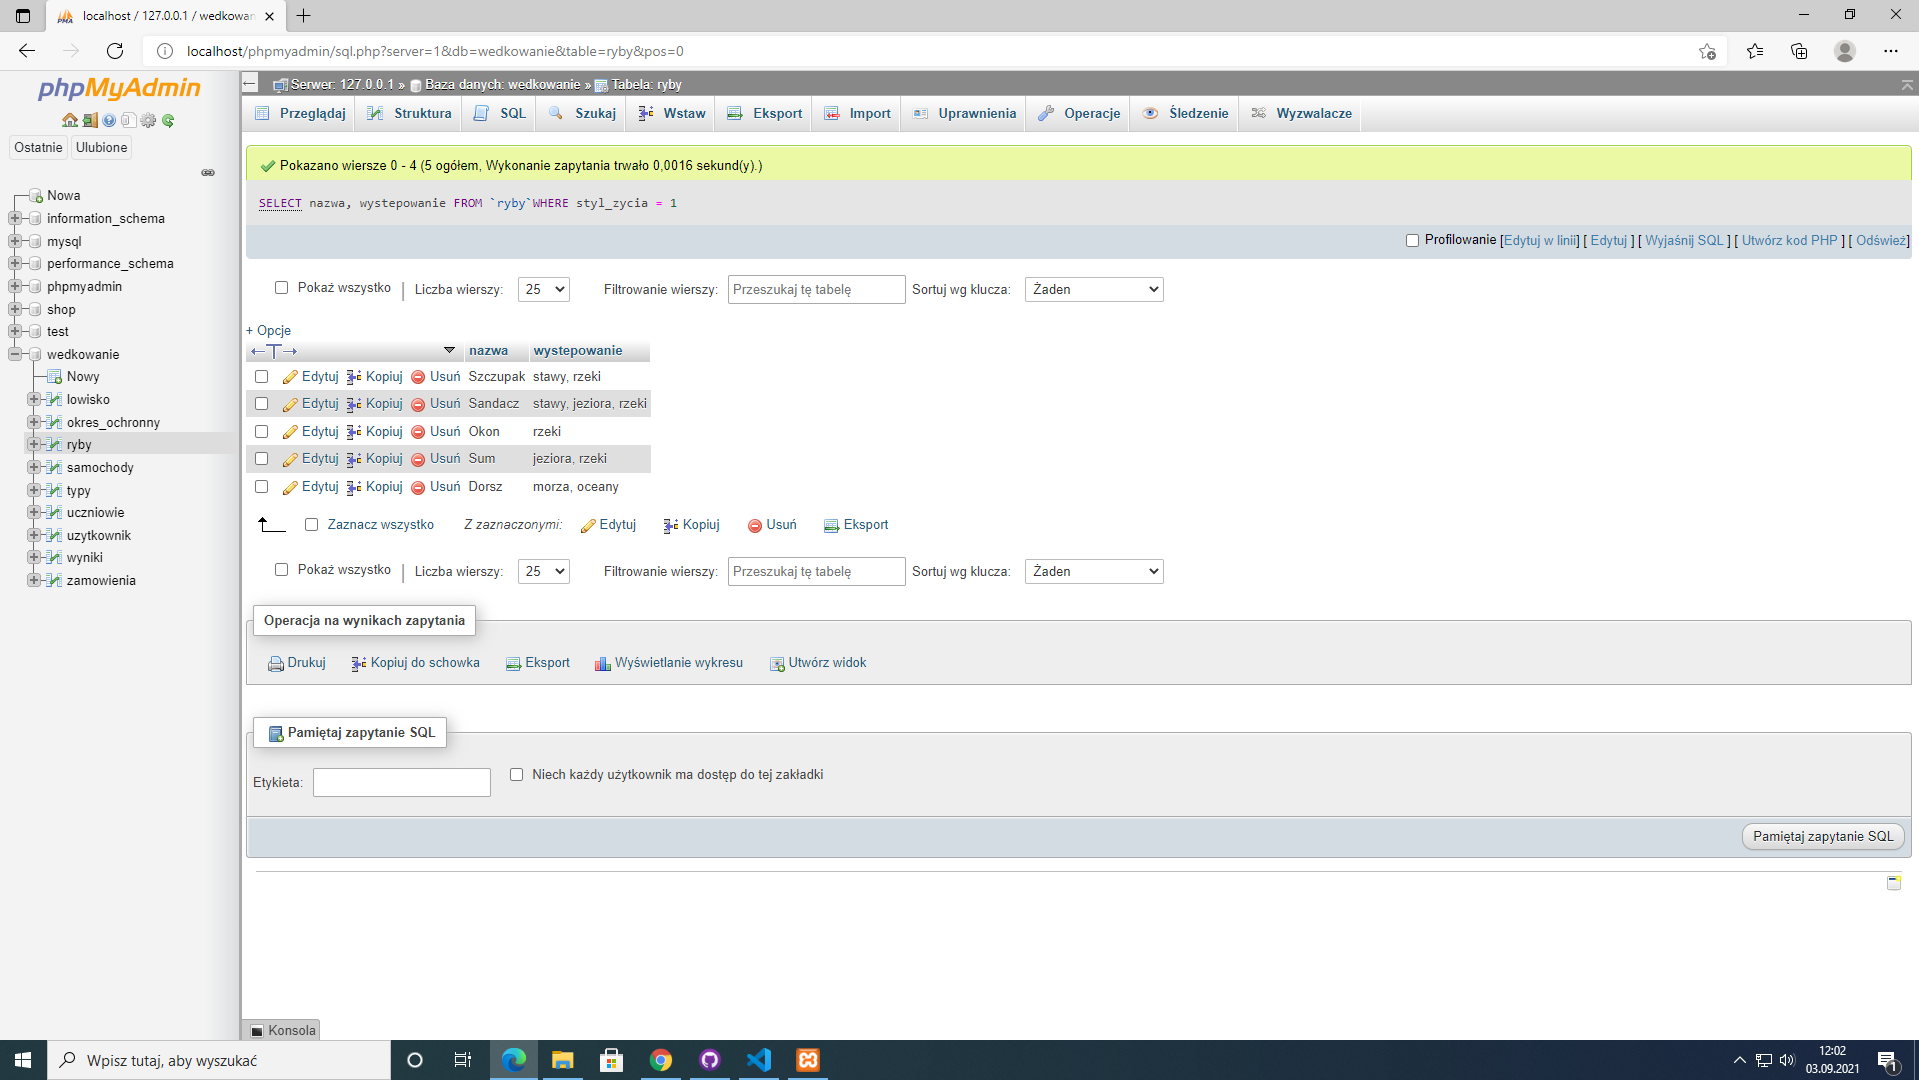 localhost / 127.0.0.1 / wedkowan
localhost/phpmyadmin/sql.php?server=1&db=wedkowanie&table=ryby&pos=0
phpMyAdmin
Ostatnie Ulubione
Nowa
information_schema
mysql
performance_schema
phpmyadmin
shop
test
wedkowanie
Nowy
lowisko
okres_ochronny
ryby
samochody
typy
uczniowie
uzytkownik
wyniki
zamowienia
Serwer: 127.0.0.1 » Baza danych: wedkowanie » Tabela: ryby
Przeglądaj Struktura SQL Szukaj Wstaw Eksport Import Uprawnienia Operacje Śledzenie Wyzwalacze
Pokazano wiersze 0 - 4 (5 ogółem, Wykonanie zapytania trwało 0,0016 sekund(y).)
SELECT nazwa, wystepowanie FROM `ryby`WHERE styl_zycia = 1
Profilowanie [Edytuj w linii] [ Edytuj ] [ Wyjaśnij SQL ] [ Utwórz kod PHP ] [ Odśwież]
Pokaż wszystko | Liczba wierszy: 25 Filtrowanie wierszy: Przeszukaj tę tabelę Sortuj wg klucza: Żaden
+ Opcje
←T→ nazwa wystepowanie
Edytuj Kopiuj Usuń Szczupak stawy, rzeki
Edytuj Kopiuj Usuń Sandacz stawy, jeziora, rzeki
Edytuj Kopiuj Usuń Okon rzeki
Edytuj Kopiuj Usuń Sum jeziora, rzeki
Edytuj Kopiuj Usuń Dorsz morza, oceany
Zaznacz wszystko Z zaznaczonymi: Edytuj Kopiuj Usuń Eksport
Pokaż wszystko | Liczba wierszy: 25 Filtrowanie wierszy: Przeszukaj tę tabelę Sortuj wg klucza: Żaden
Operacja na wynikach zapytania
Drukuj Kopiuj do schowka Eksport Wyświetlanie wykresu Utwórz widok
Pamiętaj zapytanie SQL
Etykieta: Niech każdy użytkownik ma dostęp do tej zakładki
Pamiętaj zapytanie SQL
Konsola
Wpisz tutaj, aby wyszukać
12:02
03.09.2021
1